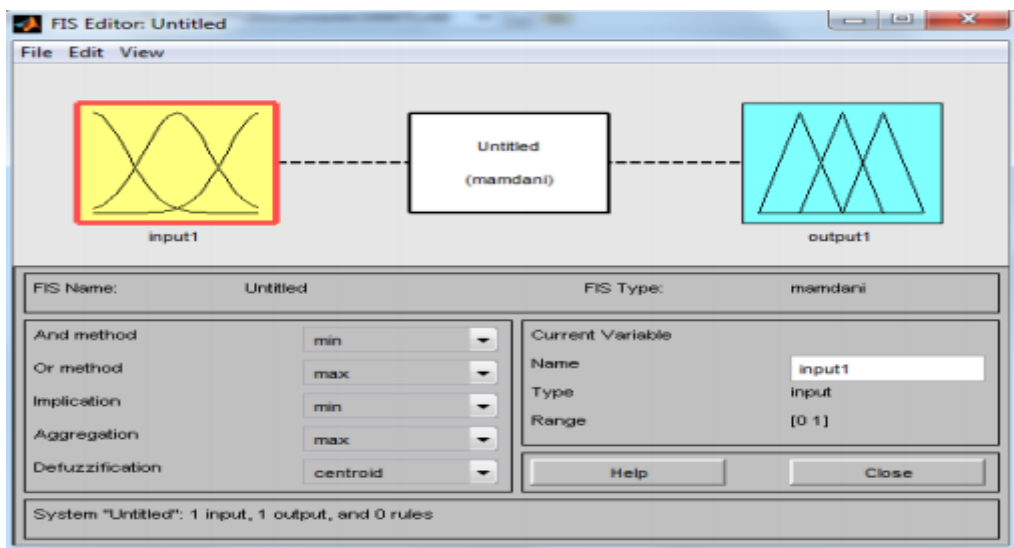 FIS Editor: Untitled
File Edit View
Untitled
(mamdani)
input1
output1
FIS Name: Untitled FIS Type: mamdani
And method min
Or method max
Implication min
Aggregation max
Defuzzification centroid
Current Variable
Name input1
Type input
Range [0 1]
Help Close
System "Untitled": 1 input, 1 output, and 0 rules